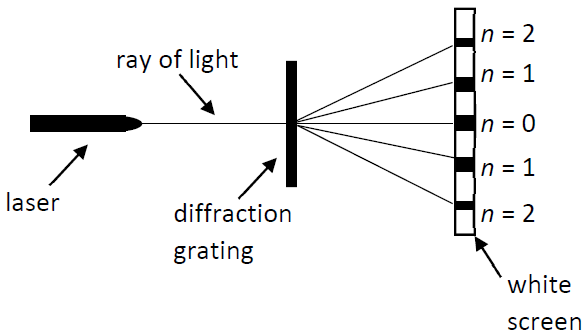 ray of light
laser
diffraction
grating
n = 2
n = 1
n = 0
n = 1
n = 2
white
screen